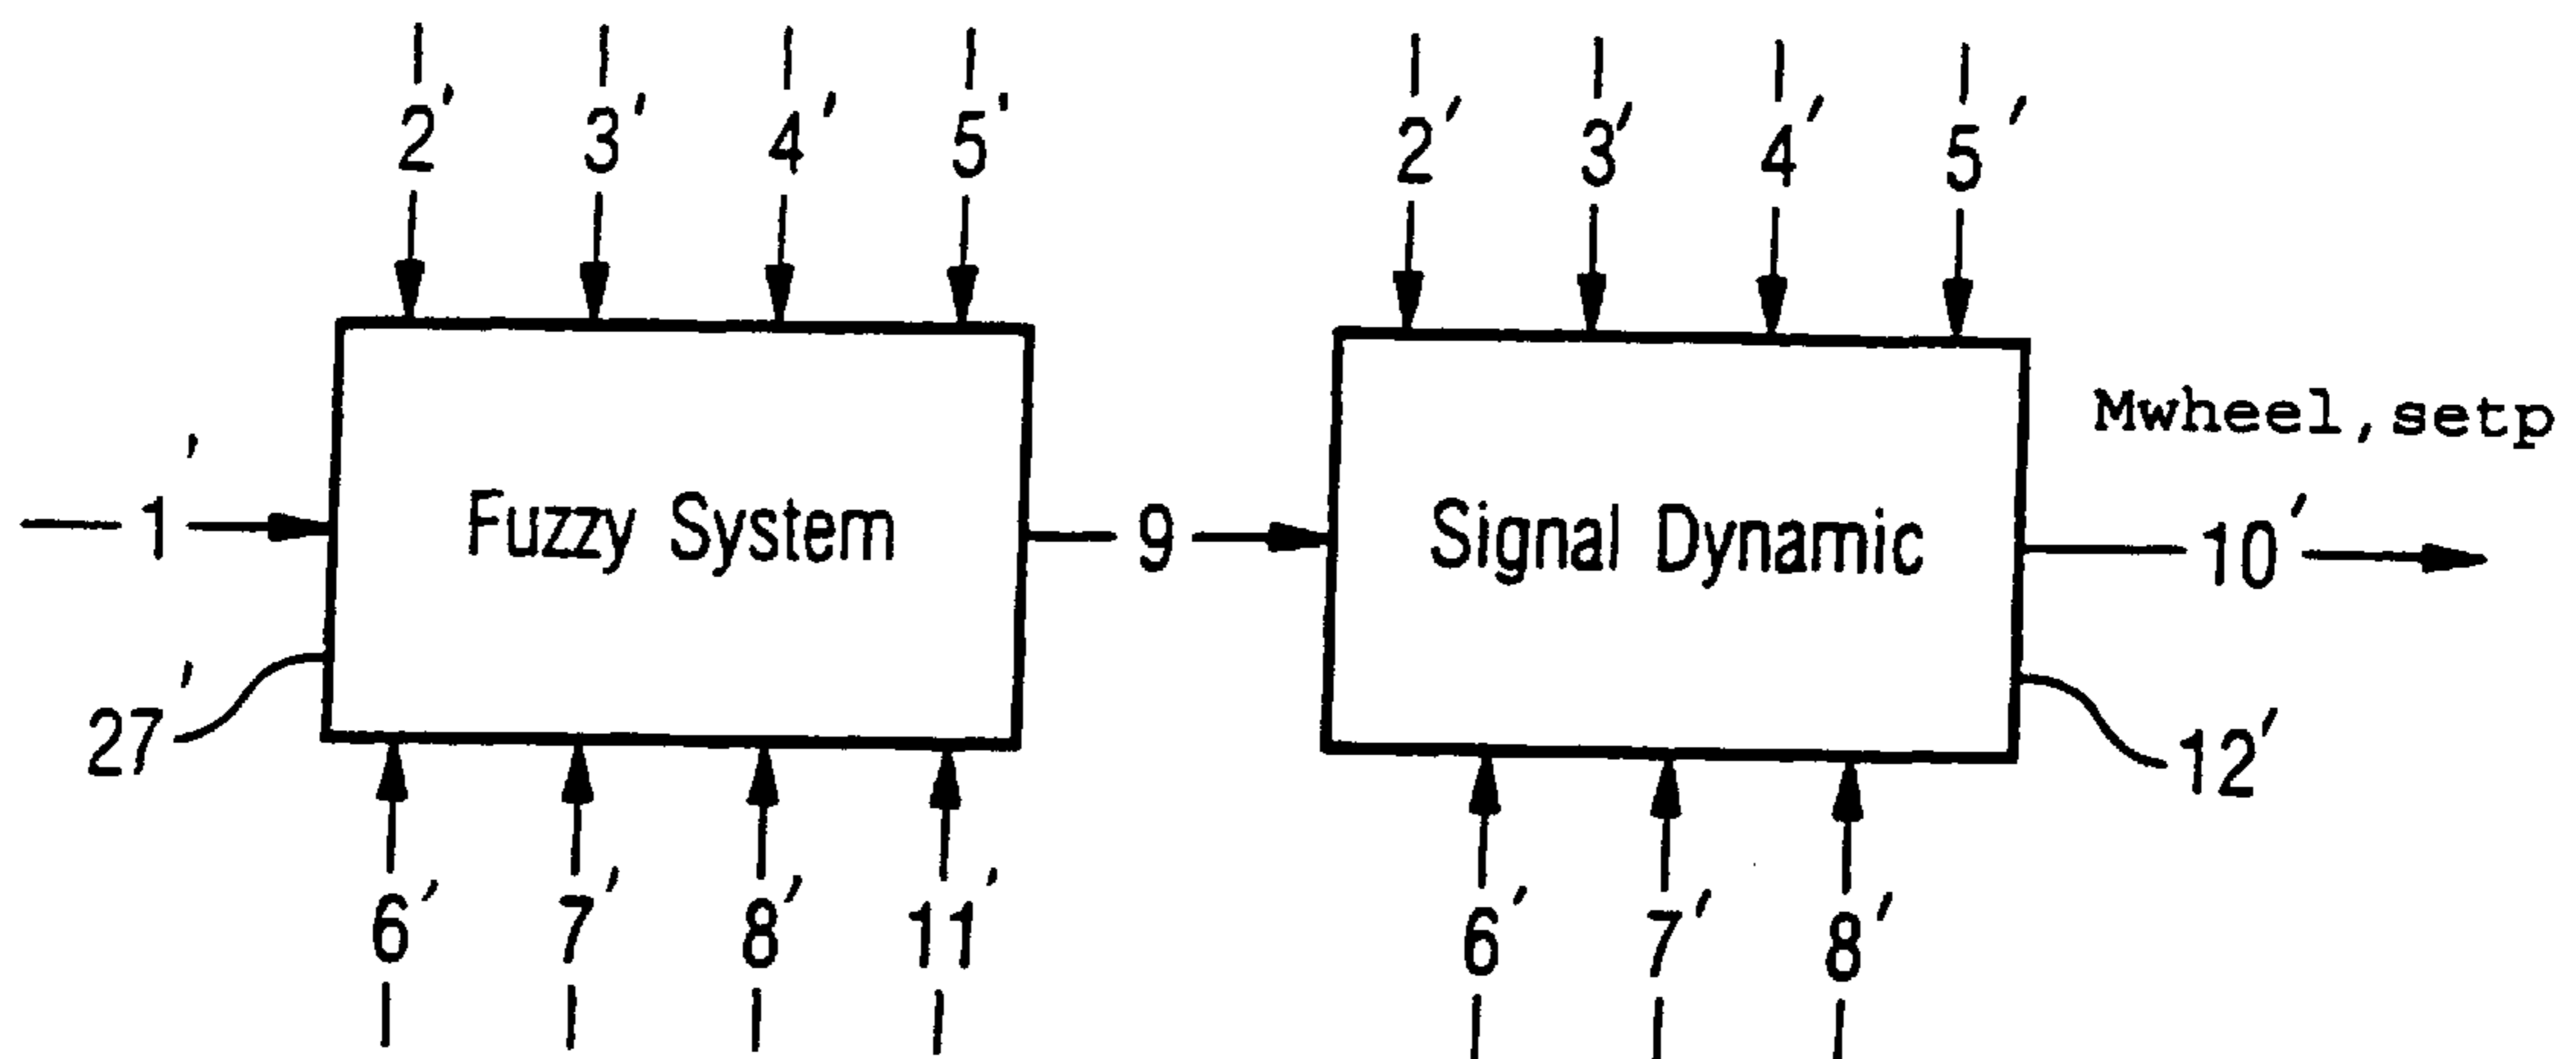 2' 3' 4' 5' 2' 3' 4' 5'
Mwheel,setp
1' Fuzzy System 9 Signal Dynamic 10'
27' 12'
6' 7' 8' 11' 6' 7' 8'